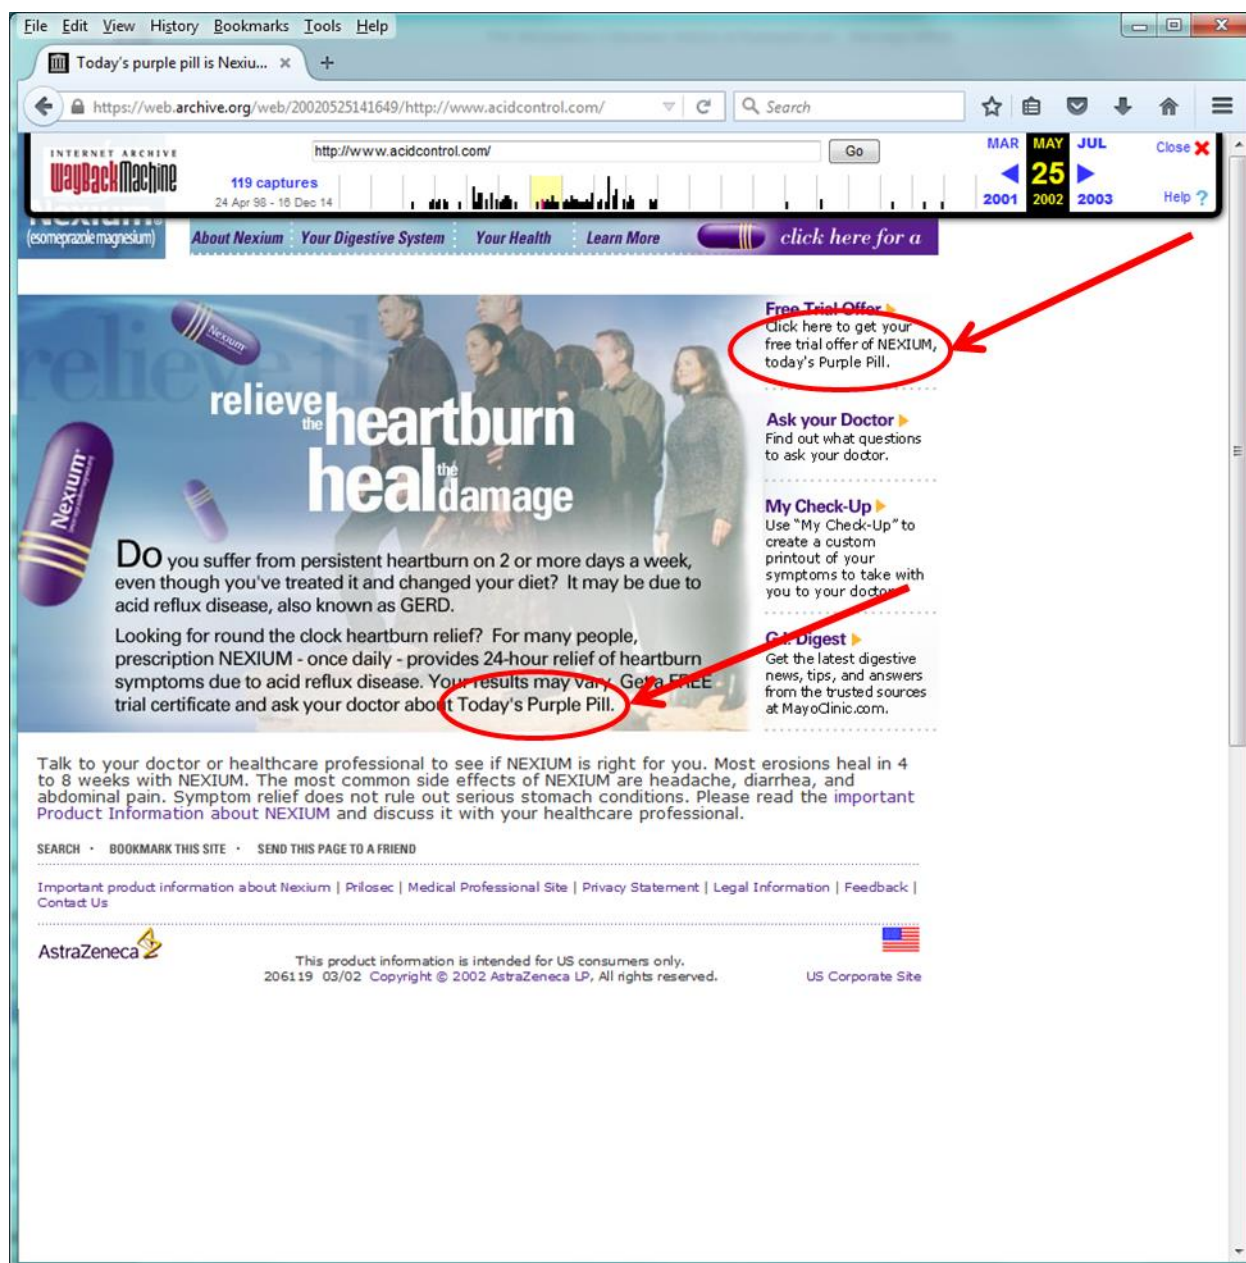 File Edit View History Bookmarks Tools Help
Today's purple pill is Nexiu... × +
https://web.archive.org/web/20020525141649/http://www.acidcontrol.com/ Search
INTERNET ARCHIVE
WayBackMachine
http://www.acidcontrol.com/ Go
119 captures
24 Apr 98 - 16 Dec 14
MAR MAY JUL
25
2001 2002 2003
Close
Help ?
Nexium®
(esomeprazole magnesium)
About Nexium Your Digestive System Your Health Learn More click here for a
relieve the
Nexium
Nexium
relieve the heartburn
heal the damage
Do you suffer from persistent heartburn on 2 or more days a week,
even though you've treated it and changed your diet? It may be due to
acid reflux disease, also known as GERD.
Looking for round the clock heartburn relief? For many people,
prescription NEXIUM - once daily - provides 24-hour relief of heartburn
symptoms due to acid reflux disease. Your results may vary. Get a FREE
trial certificate and ask your doctor about Today's Purple Pill.
Free Trial Offer
Click here to get your
free trial offer of NEXIUM,
today's Purple Pill.
Ask your Doctor
Find out what questions
to ask your doctor.
My Check-Up
Use "My Check-Up" to
create a custom
printout of your
symptoms to take with
you to your doctor.
G.I. Digest
Get the latest digestive
news, tips, and answers
from the trusted sources
at MayoClinic.com.
Talk to your doctor or healthcare professional to see if NEXIUM is right for you. Most erosions heal in 4
to 8 weeks with NEXIUM. The most common side effects of NEXIUM are headache, diarrhea, and
abdominal pain. Symptom relief does not rule out serious stomach conditions. Please read the important
Product Information about NEXIUM and discuss it with your healthcare professional.
SEARCH · BOOKMARK THIS SITE · SEND THIS PAGE TO A FRIEND
Important product information about Nexium | Prilosec | Medical Professional Site | Privacy Statement | Legal Information | Feedback |
Contact Us
AstraZeneca
This product information is intended for US consumers only.
206119 03/02 Copyright © 2002 AstraZeneca LP, All rights reserved.
US Corporate Site